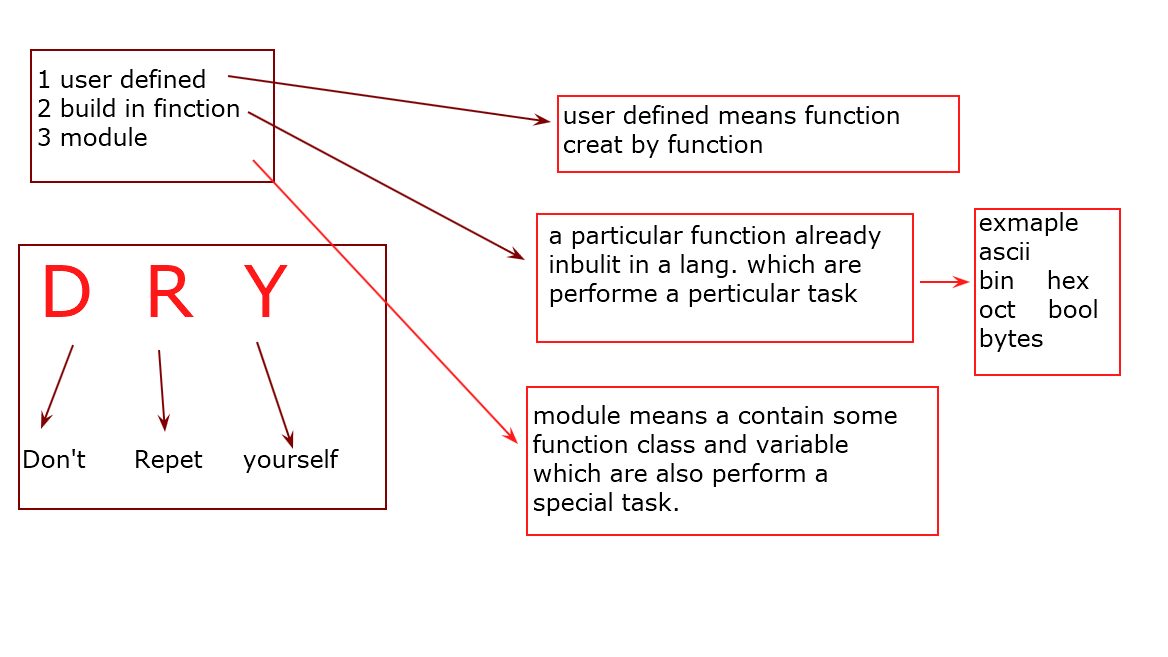 1 user defined
2 build in finction
3 module
user defined means function
creat by function
a particular function already
inbulit in a lang. which are
performe a perticular task
exmaple
ascii
bin hex
oct bool
bytes
D R Y
Don't Repet yourself
module means a contain some
function class and variable
which are also perform a
special task.